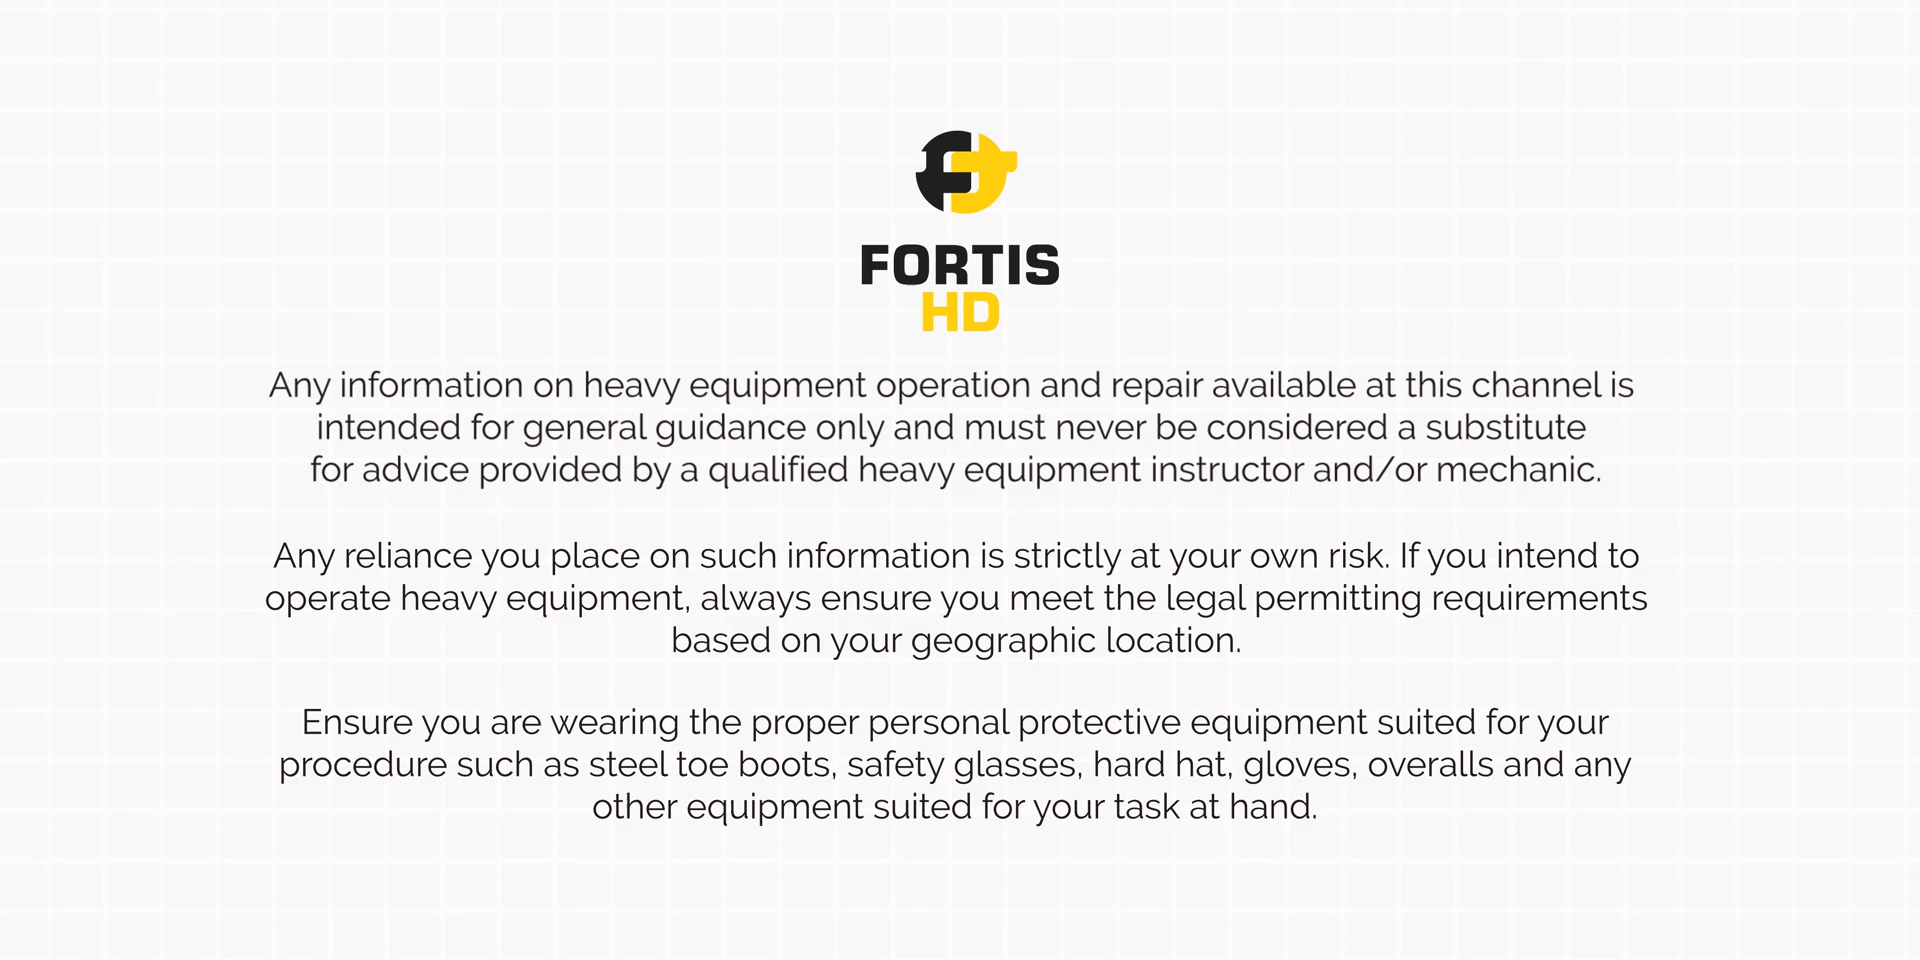 FORTIS
HD
Any information on heavy equipment operation and repair available at this channel is
intended for general guidance only and must never be considered a substitute
for advice provided by a qualified heavy equipment instructor and/or mechanic.
Any reliance you place on such information is strictly at your own risk. If you intend to
operate heavy equipment, always ensure you meet the legal permitting requirements
based on your geographic location.
Ensure you are wearing the proper personal protective equipment suited for your
procedure such as steel toe boots, safety glasses, hard hat, gloves, overalls and any
other equipment suited for your task at hand.